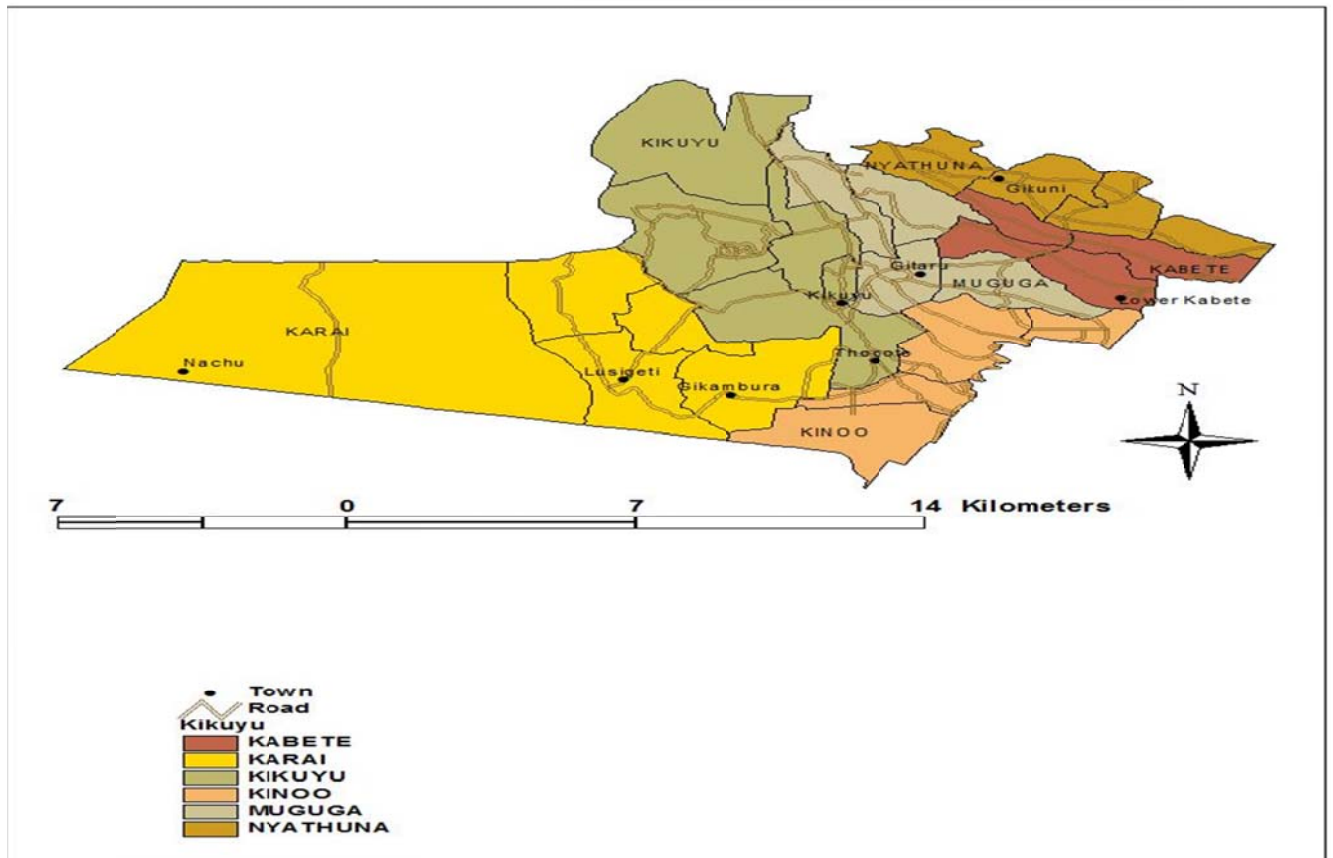 KIKUYU
NYATHUNA
Gikuni
Gitaru
KABETE
MUGUGA
Kikuyu
Lower Kabete
KARAI
Thogoto
Nachu
Lusigeti
Gikambura
N
KINOO
7 0 7 14 Kilometers
Town
Road
Kikuyu
KABETE
KARAI
KIKUYU
KINOO
MUGUGA
NYATHUNA